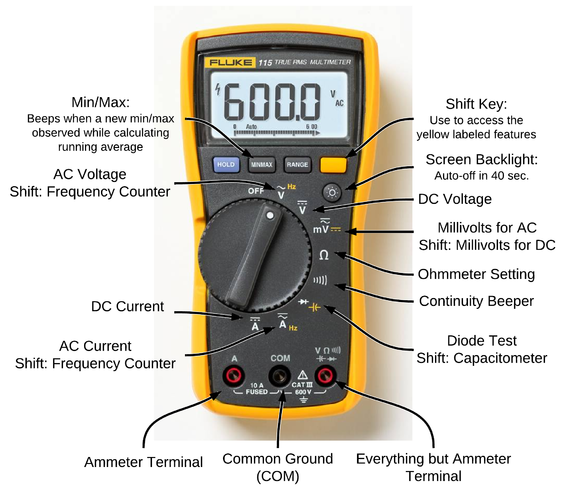 FLUKE 115 TRUE RMS MULTIMETER
600.0 V AC
0 Auto 6 00
Min/Max:
Beeps when a new min/max
observed while calculating
running average
Shift Key:
Use to access the
yellow labeled features
HOLD
MINMAX
RANGE
Screen Backlight:
Auto-off in 40 sec.
AC Voltage
Shift: Frequency Counter
OFF
V Hz
V
DC Voltage
mV
Millivolts for AC
Shift: Millivolts for DC
Ω
Ohmmeter Setting
Continuity Beeper
DC Current
A
A Hz
AC Current
Shift: Frequency Counter
Diode Test
Shift: Capacitometer
A
COM
V Ω
10 A
FUSED
CAT III
600 V
Ammeter Terminal
Common Ground
(COM)
Everything but Ammeter
Terminal